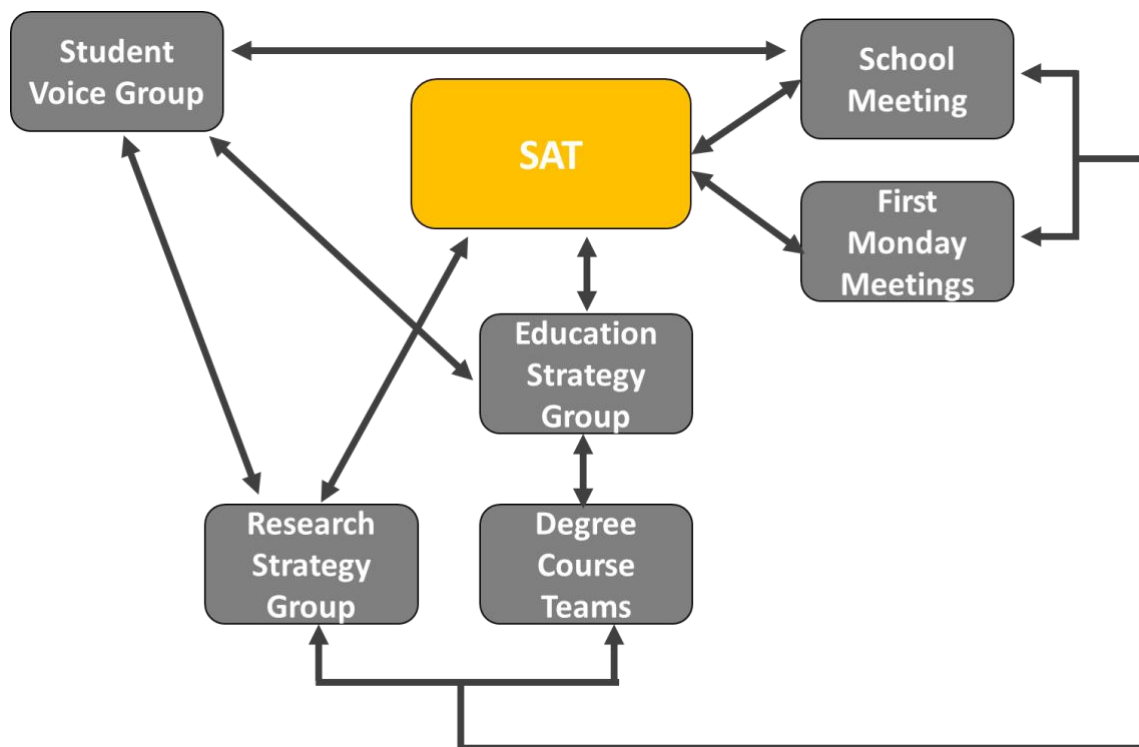 Student
Voice Group
SAT
School
Meeting
First
Monday
Meetings
Education
Strategy
Group
Research
Strategy
Group
Degree
Course
Teams